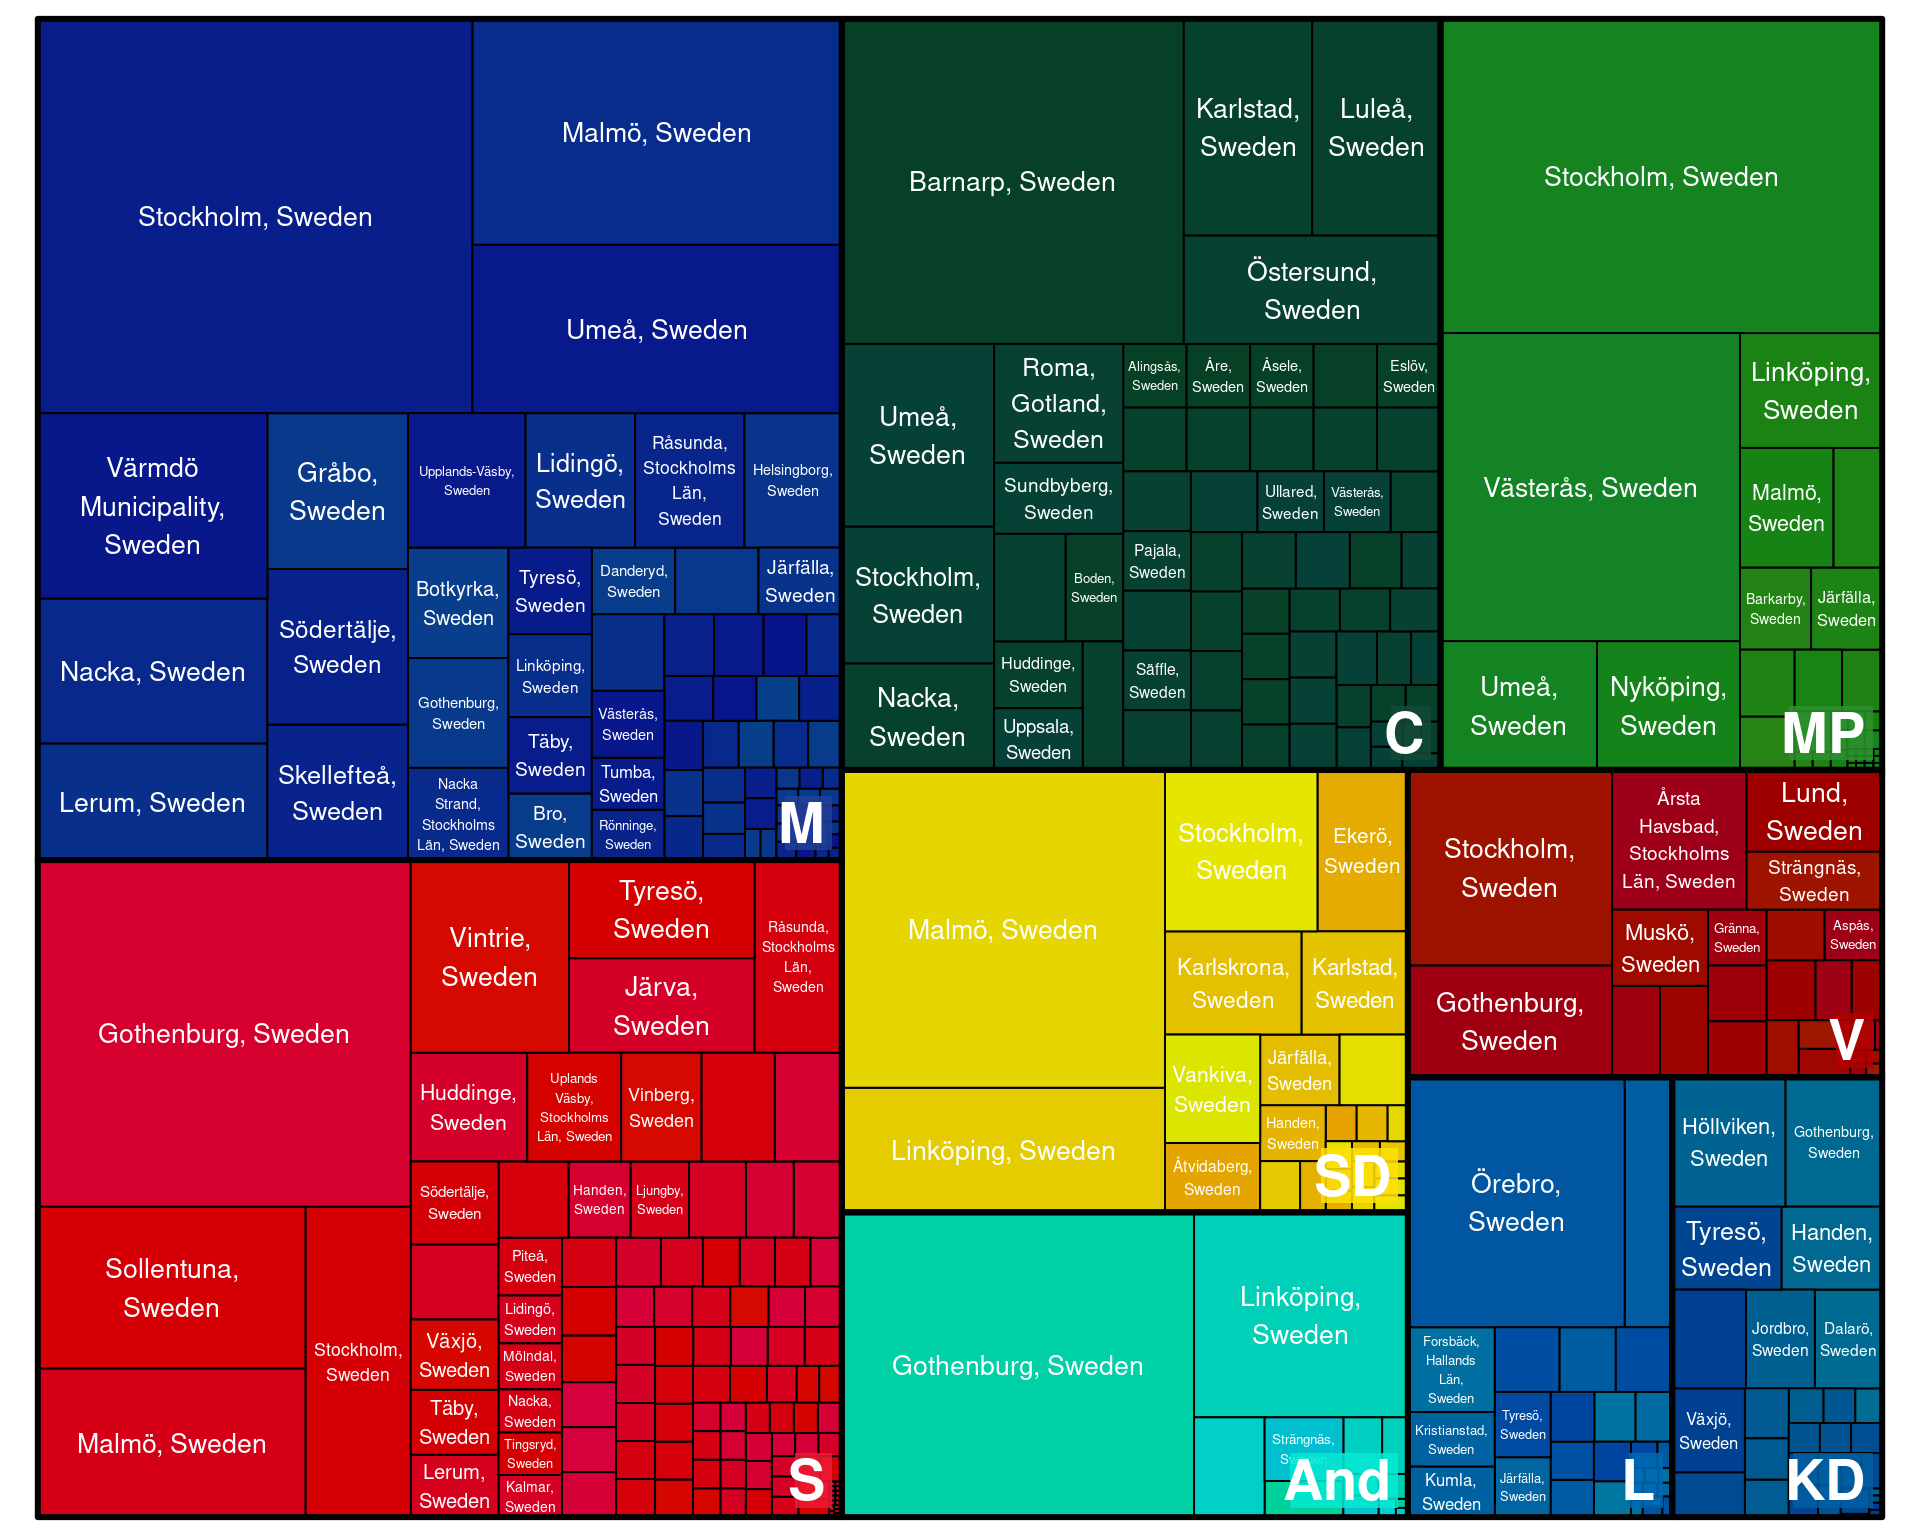 Stockholm, Sweden
Malmö, Sweden
Umeå, Sweden
Värmdö
Municipality,
Sweden
Nacka, Sweden
Lerum, Sweden
Gråbo,
Sweden
Södertälje,
Sweden
Skellefteå,
Sweden
Upplands-Väsby,
Sweden
Lidingö,
Sweden
Råsunda,
Stockholms
Län,
Sweden
Helsingborg,
Sweden
Botkyrka,
Sweden
Gothenburg,
Sweden
Nacka
Strand,
Stockholms
Län, Sweden
Tyresö,
Sweden
Linköping,
Sweden
Täby,
Sweden
Bro,
Sweden
Danderyd,
Sweden
Järfälla,
Sweden
Västerås,
Sweden
Tumba,
Sweden
Rönninge,
Sweden
M
Barnarp, Sweden
Karlstad,
Sweden
Luleå,
Sweden
Östersund,
Sweden
Umeå,
Sweden
Stockholm,
Sweden
Nacka,
Sweden
Roma,
Gotland,
Sweden
Sundbyberg,
Sweden
Boden,
Sweden
Huddinge,
Sweden
Uppsala,
Sweden
Alingsås,
Sweden
Åre,
Sweden
Åsele,
Sweden
Eslöv,
Sweden
Ullared,
Sweden
Västerås,
Sweden
Pajala,
Sweden
Säffle,
Sweden
C
Stockholm, Sweden
Västerås, Sweden
Linköping,
Sweden
Malmö,
Sweden
Barkarby,
Sweden
Järfälla,
Sweden
Umeå,
Sweden
Nyköping,
Sweden
MP
Gothenburg, Sweden
Sollentuna,
Sweden
Malmö, Sweden
Stockholm,
Sweden
Vintrie,
Sweden
Tyresö,
Sweden
Järva,
Sweden
Råsunda,
Stockholms
Län,
Sweden
Huddinge,
Sweden
Uplands
Väsby,
Stockholms
Län, Sweden
Vinberg,
Sweden
Södertälje,
Sweden
Handen,
Sweden
Ljungby,
Sweden
Växjö,
Sweden
Täby,
Sweden
Lerum,
Sweden
Piteå,
Sweden
Lidingö,
Sweden
Mölndal,
Sweden
Nacka,
Sweden
Tingsryd,
Sweden
Kalmar,
Sweden
S
Malmö, Sweden
Linköping, Sweden
Stockholm,
Sweden
Ekerö,
Sweden
Karlskrona,
Sweden
Karlstad,
Sweden
Vankiva,
Sweden
Järfälla,
Sweden
Handen,
Sweden
Åtvidaberg,
Sweden
SD
Gothenburg, Sweden
Linköping,
Sweden
Strängnäs,
And
Stockholm,
Sweden
Gothenburg,
Sweden
Årsta
Havsbad,
Stockholms
Län, Sweden
Lund,
Sweden
Strängnäs,
Sweden
Muskö,
Sweden
Gränna,
Sweden
Aspås,
Sweden
V
Örebro,
Sweden
Forsbäck,
Hallands
Län,
Sweden
Kristianstad,
Sweden
Kumla,
Sweden
Tyresö,
Sweden
Järfälla,
Sweden
L
Höllviken,
Sweden
Gothenburg,
Sweden
Tyresö,
Sweden
Handen,
Sweden
Jordbro,
Sweden
Dalarö,
Sweden
Växjö,
Sweden
KD